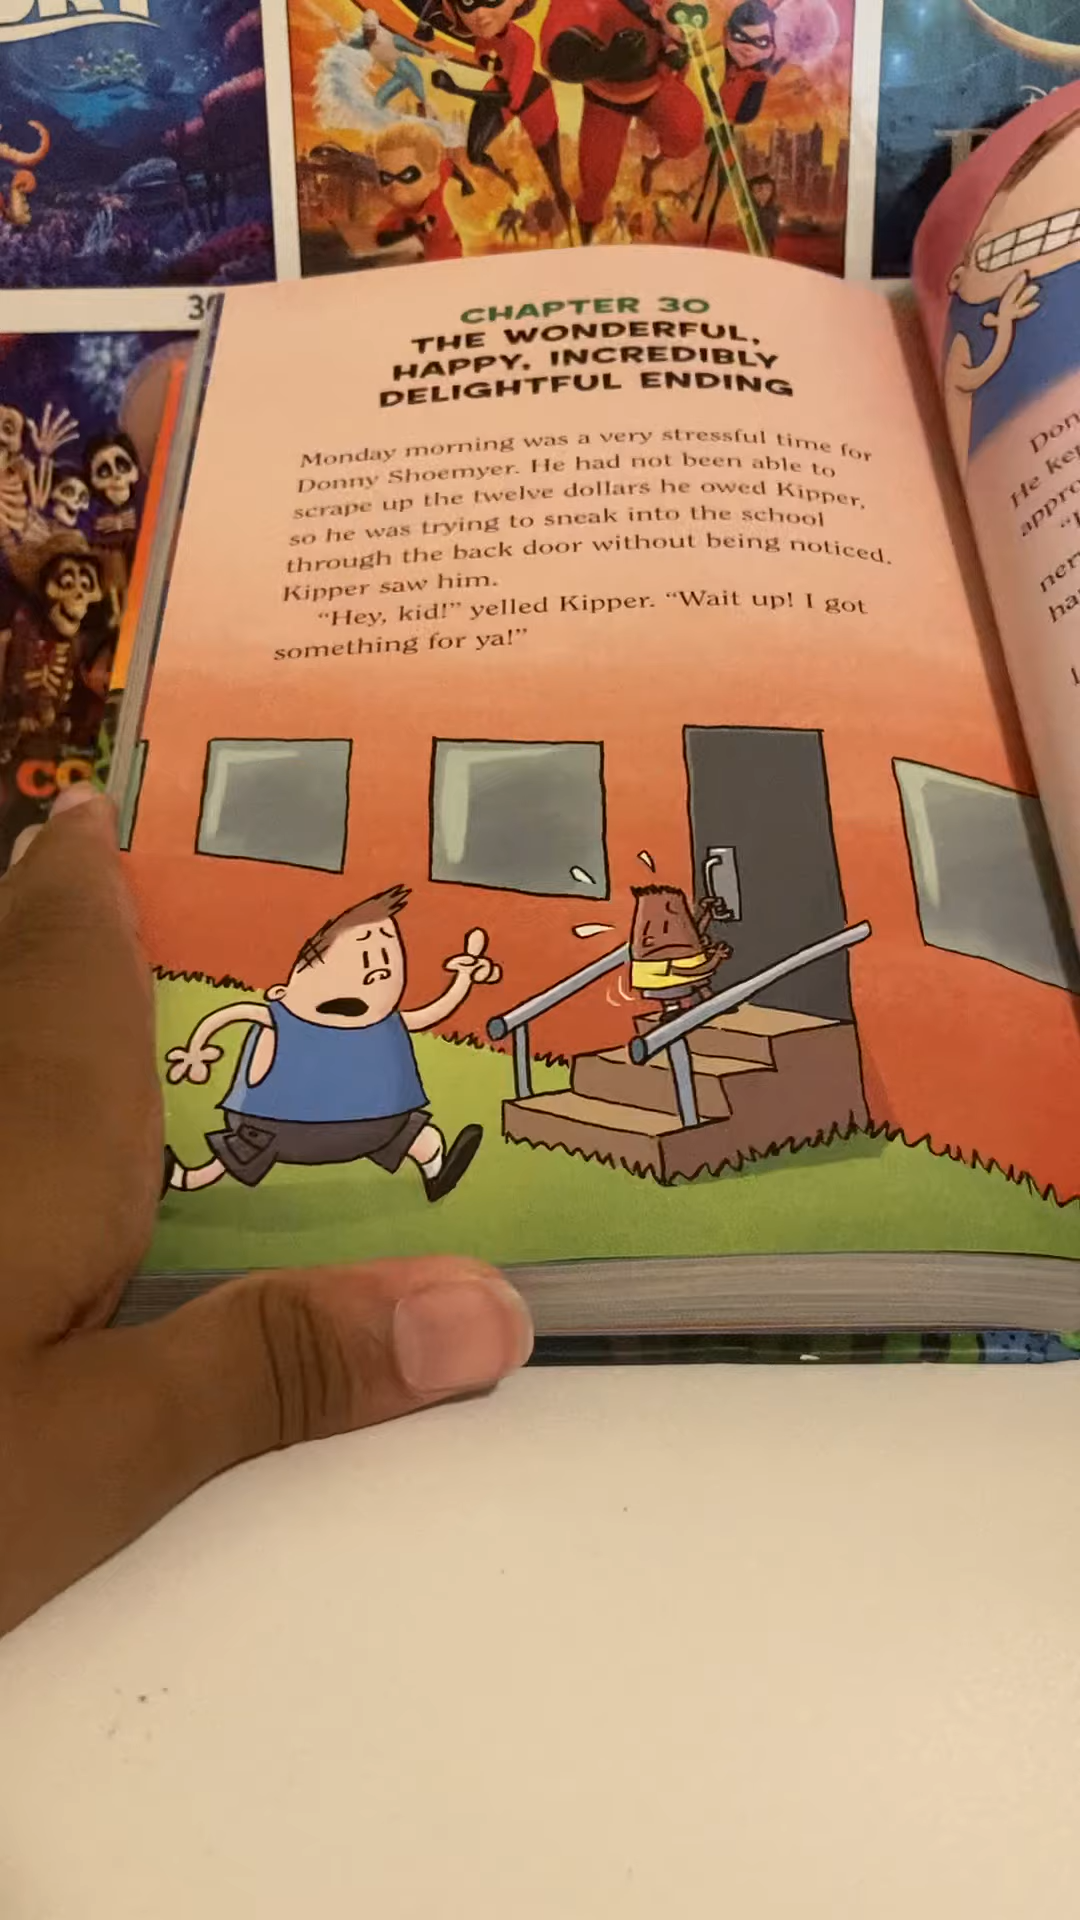 CHAPTER 30
THE WONDERFUL,
HAPPY, INCREDIBLY
DELIGHTFUL ENDING
Monday morning was a very stressful time for
Donny Shoemyer. He had not been able to
scrape up the twelve dollars he owed Kipper,
so he was trying to sneak into the school
through the back door without being noticed.
Kipper saw him.
“Hey, kid!” yelled Kipper. “Wait up! I got
something for ya!”
He